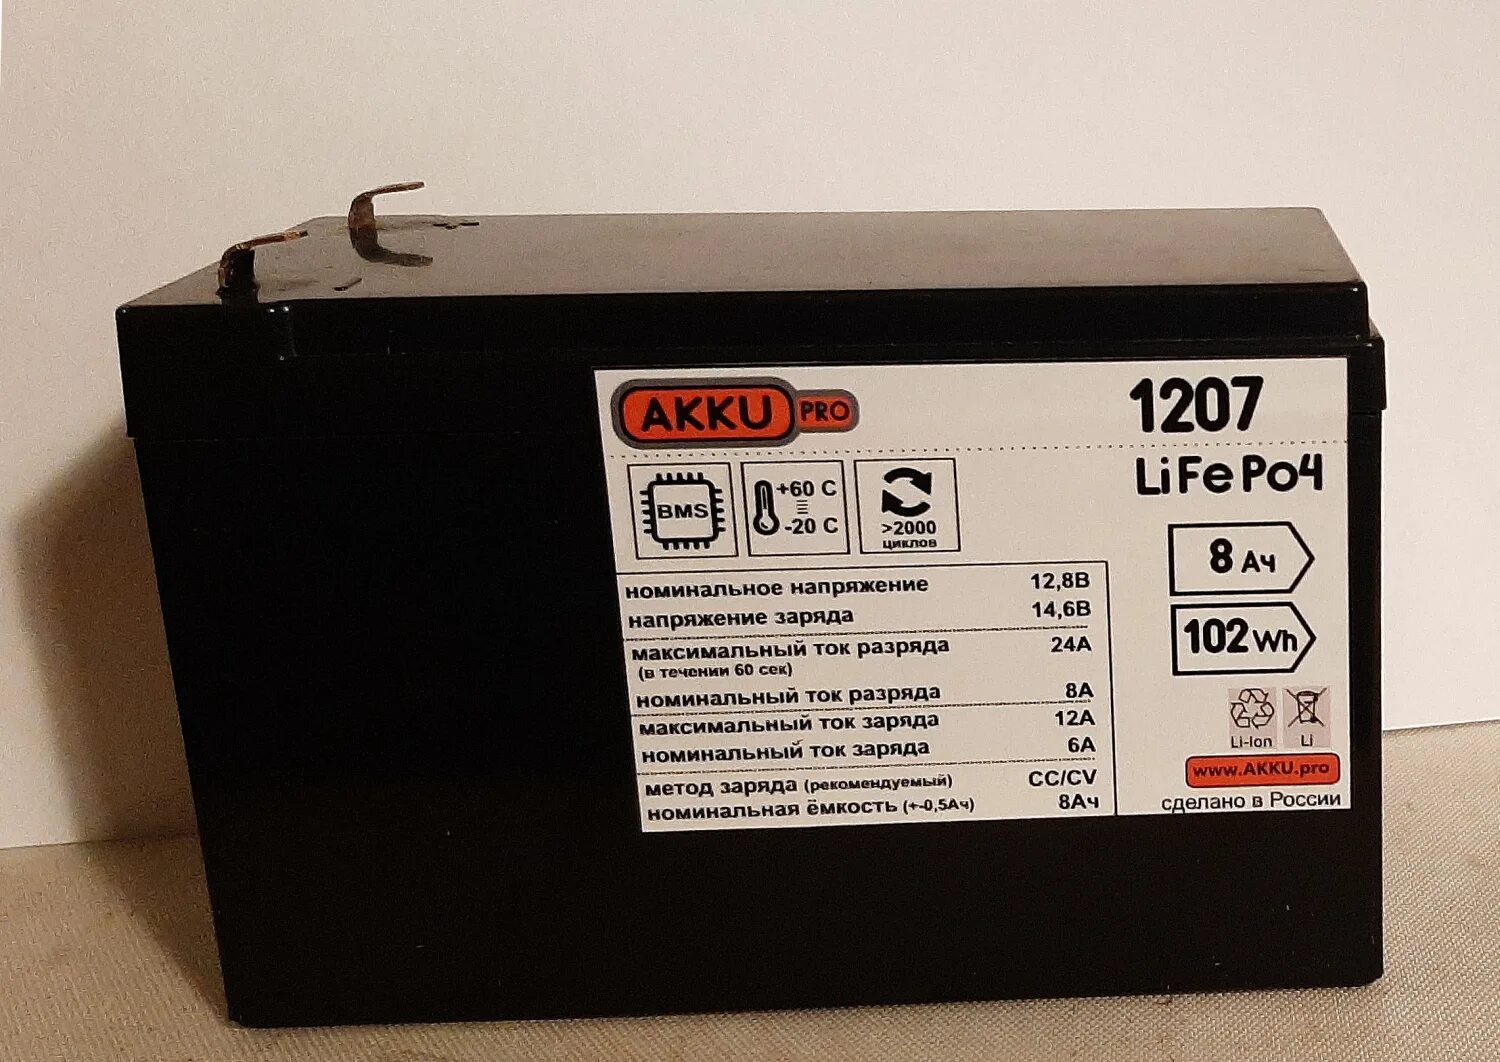 AKKU PRO
1207
LiFePo4
BMS
+60 C
-20 C
>2000
циклов
8 Ач
102 Wh
номинальное напряжение 12,8В
напряжение заряда 14,6В
максимальный ток разряда 24А
(в течении 60 сек)
номинальный ток разряда 8А
максимальный ток заряда 12А
номинальный ток заряда 6А
метод заряда (рекомендуемый) CC/CV
номинальная ёмкость (+-0,5Ач) 8Ач
Li-Ion
Li
www.AKKU.pro
сделано в России